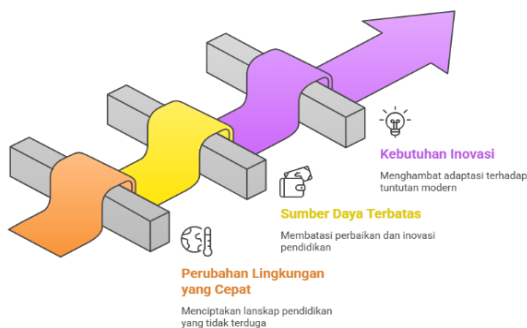 Kebutuhan Inovasi
Menghambat adaptasi terhadap
tuntutan modern
Sumber Daya Terbatas
Membatasi perbaikan dan inovasi
pendidikan
Perubahan Lingkungan
yang Cepat
Menciptakan lanskap pendidikan
yang tidak terduga